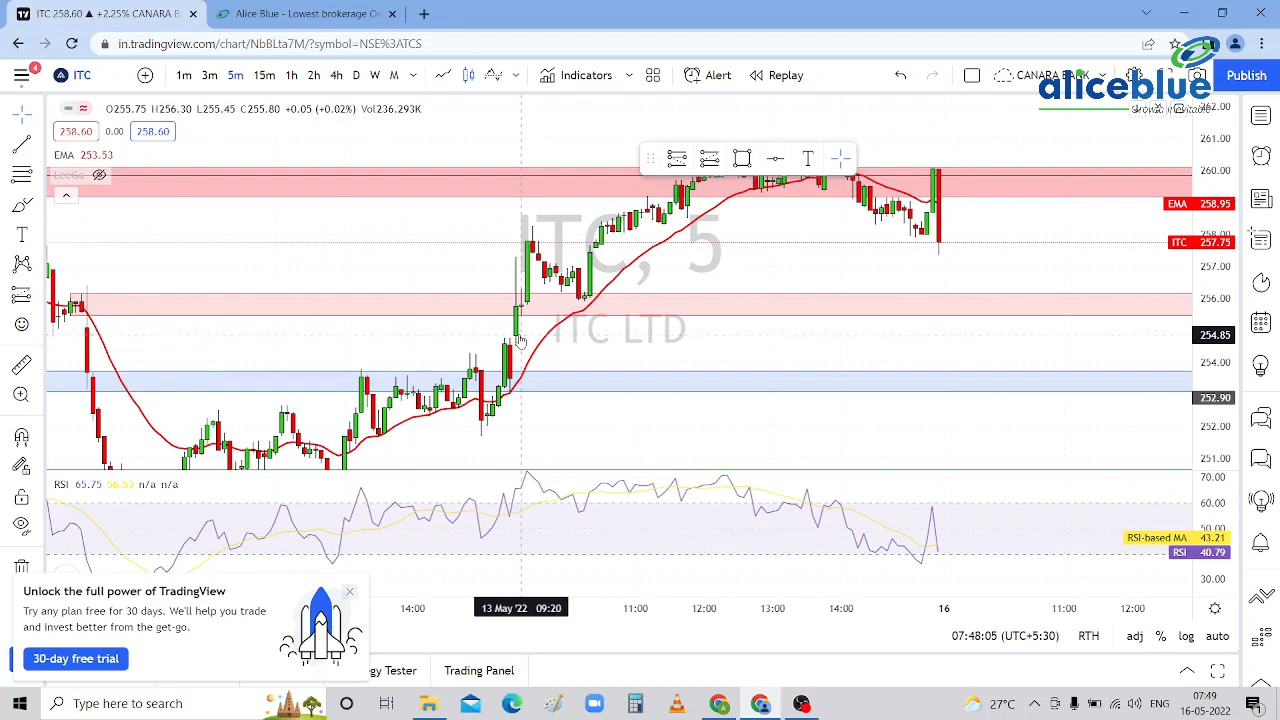 ITC 258.60 ▲ +2.25% CANARA B
Alice Blue - Lowest brokerage On
in.tradingview.com/chart/NbBLta7M/?symbol=NSE%3ATCS
4
A ITC
1m 3m 5m 15m 1h 2h 4h D W M
Indicators
Alert
Replay
CANARA BANK
Publish
aliceblue
O255.75 H256.30 L255.45 C255.80 +0.05 (+0.02%) Vol236.293K
258.60 0.00 258.60
EMA 253.53
LeeGo
ITC, 5
ITC LTD
262.00
261.00
260.00
EMA 258.95
258.00
ITC 257.75
257.00
256.00
254.85
254.00
252.90
252.00
251.00
RSI 65.75 56.53 n/a n/a
70.00
60.00
50.00
RSI-based MA 43.21
RSI 40.79
30.00
14:00
13 May '22 09:20
11:00
12:00
13:00
14:00
16
11:00
12:00
Unlock the full power of TradingView
Try any plan free for 30 days. We'll help you trade
and invest better from the get-go.
30-day free trial
07:48:05 (UTC+5:30) RTH adj % log auto
gy Tester
Trading Panel
Type here to search
27°C
07:49
16-05-2022